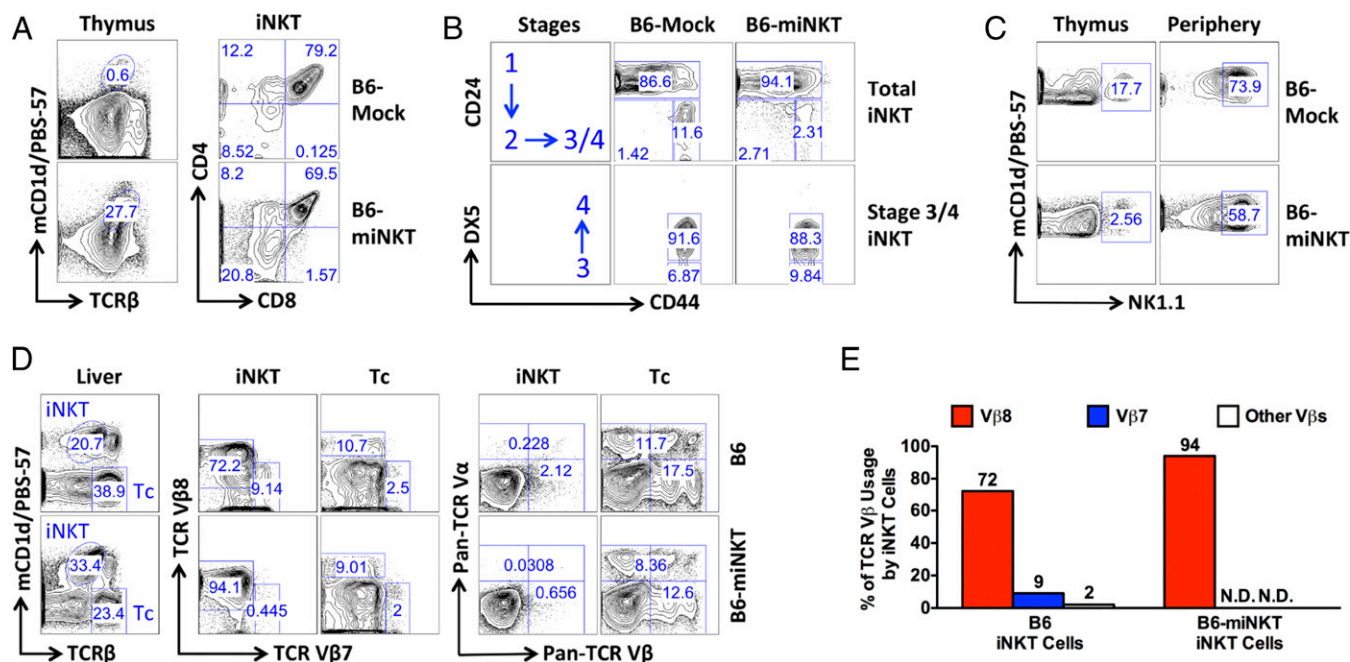 A
Thymus
iNKT
mCD1d/PBS-57
0.6
27.7
TCRβ
CD4
12.2
79.2
8.52
0.125
8.2
69.5
20.8
1.57
CD8
B6-
Mock
B6-
miNKT
B
Stages
B6-Mock
B6-miNKT
CD24
1
2
3/4
86.6
11.6
1.42
94.1
2.31
2.71
Total
iNKT
DX5
4
3
91.6
6.87
88.3
9.84
Stage 3/4
iNKT
CD44
C
Thymus
Periphery
mCD1d/PBS-57
17.7
73.9
B6-
Mock
2.56
58.7
B6-
miNKT
NK1.1
D
Liver
iNKT
Tc
iNKT
Tc
mCD1d/PBS-57
iNKT
20.7
38.9
Tc
iNKT
33.4
23.4
Tc
TCRβ
TCR Vβ8
72.2
9.14
10.7
2.5
94.1
0.445
9.01
2
TCR Vβ7
Pan-TCR Vα
0.228
2.12
11.7
17.5
B6
0.0308
0.656
8.36
12.6
B6-miNKT
Pan-TCR Vβ
E
Vβ8
Vβ7
Other Vβs
% of TCR Vβ Usage
by iNKT Cells
100
80
60
40
20
0
72
9
2
94
N.D. N.D.
B6
iNKT Cells
B6-miNKT
iNKT Cells